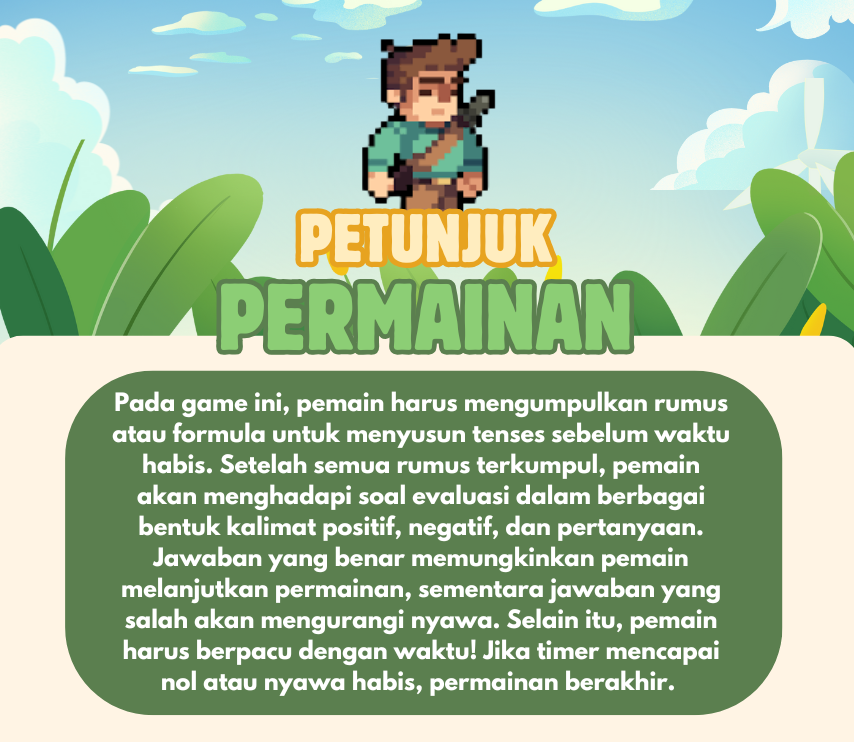 PETUNJUK
PERMAINAN
Pada game ini, pemain harus mengumpulkan rumus
atau formula untuk menyusun tenses sebelum waktu
habis. Setelah semua rumus terkumpul, pemain
akan menghadapi soal evaluasi dalam berbagai
bentuk kalimat positif, negatif, dan pertanyaan.
Jawaban yang benar memungkinkan pemain
melanjutkan permainan, sementara jawaban yang
salah akan mengurangi nyawa. Selain itu, pemain
harus berpacu dengan waktu! Jika timer mencapai
nol atau nyawa habis, permainan berakhir.